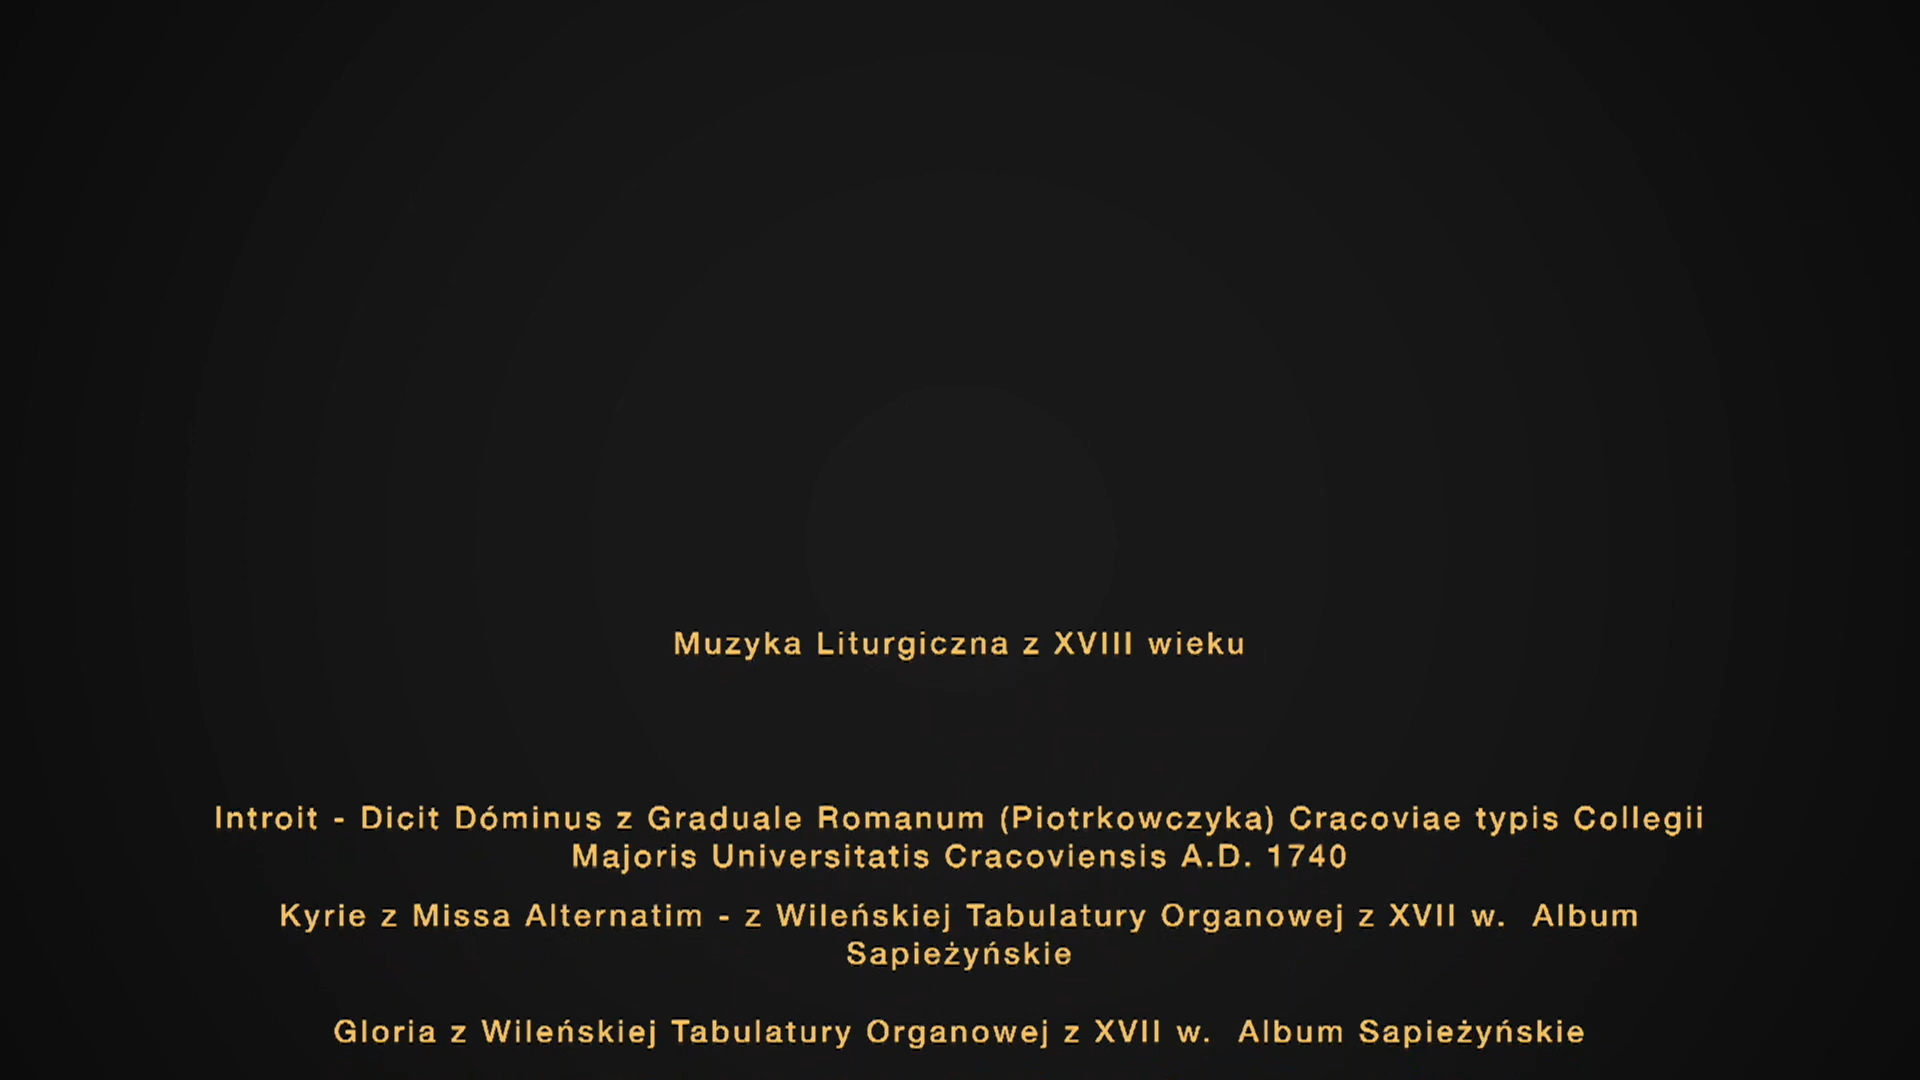 Muzyka Liturgiczna z XVIII wieku
Introit - Dicit Dóminus z Graduale Romanum (Piotrkowczyka) Cracoviae typis Collegii
Majoris Universitatis Cracoviensis A.D. 1740
Kyrie z Missa Alternatim - z Wileńskiej Tabulatury Organowej z XVII w.  Album
Sapieżyńskie
Gloria z Wileńskiej Tabulatury Organowej z XVII w.  Album Sapieżyńskie